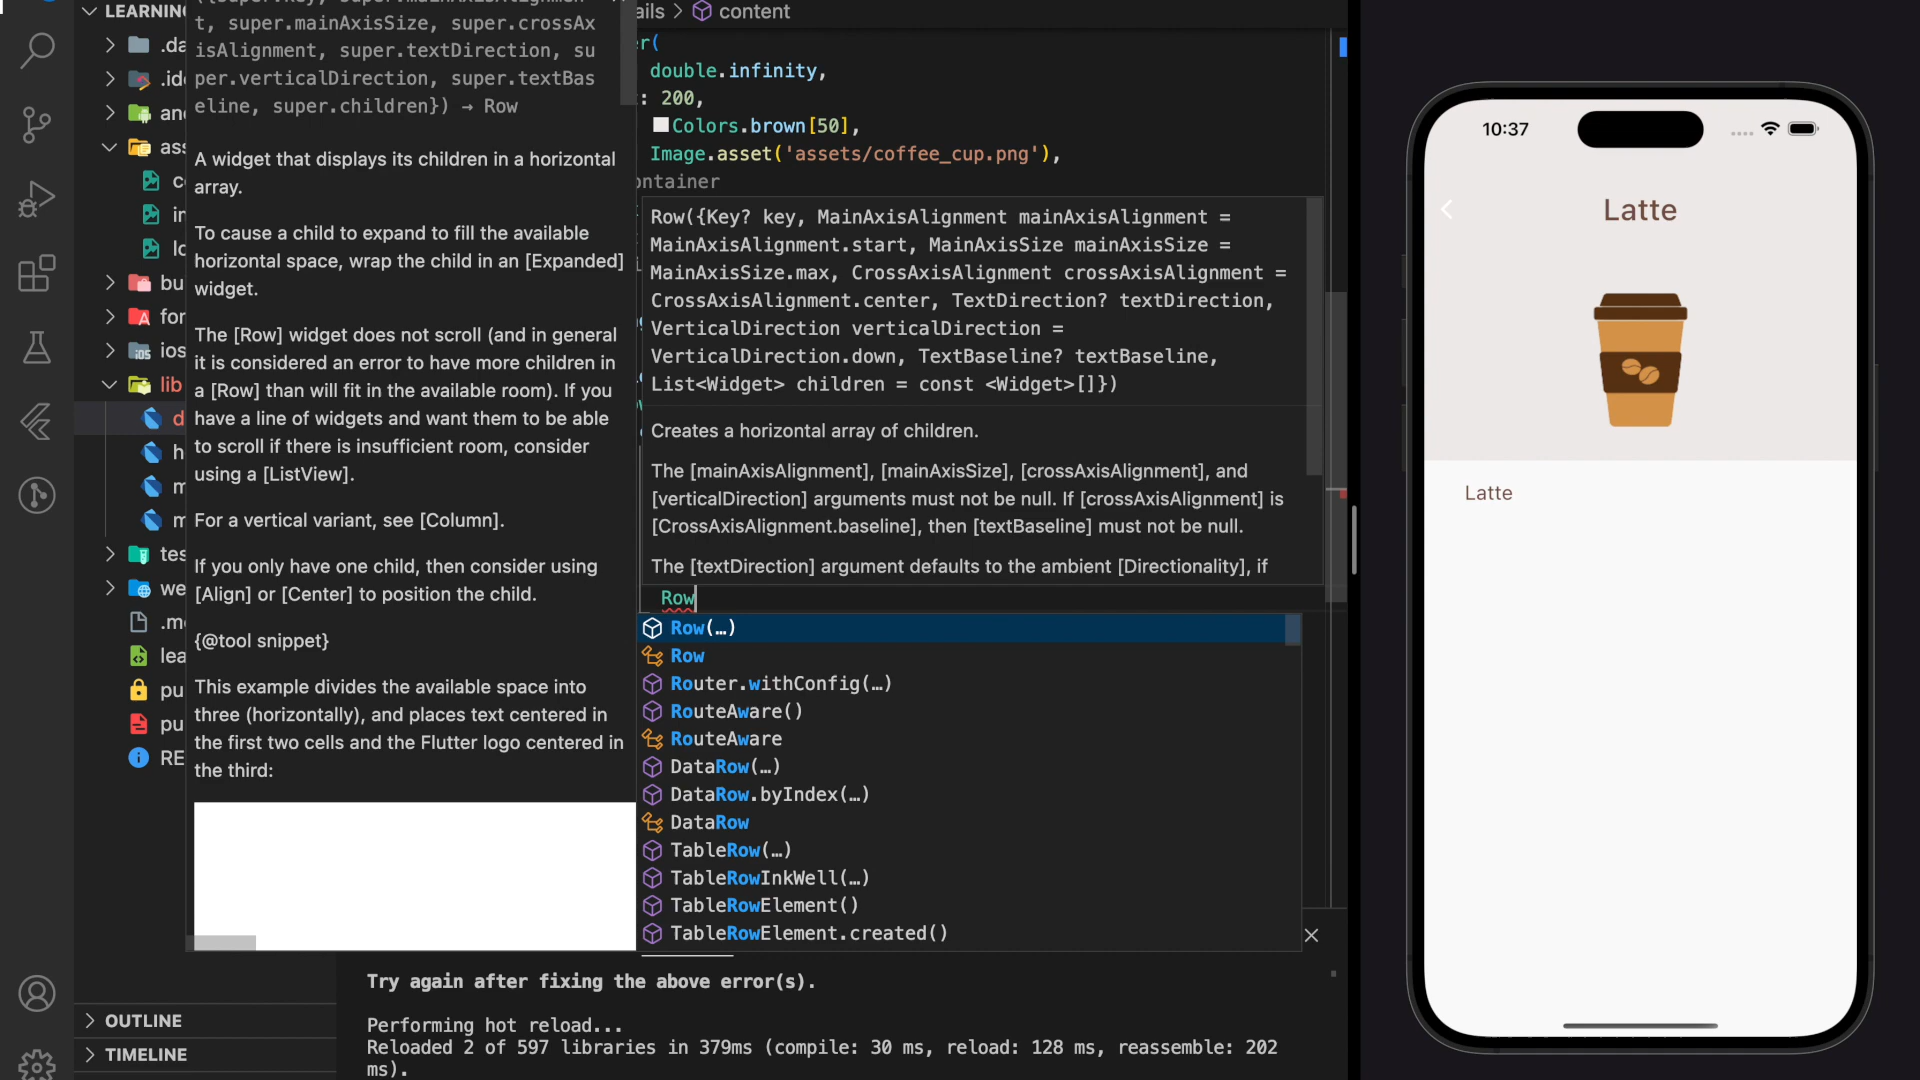 LEARNING
.da
.ide
and
ass
co
in
lo
bu
for
ios
lib
d
h
m
m
tes
we
.me
lea
pu
pu
RE
OUTLINE
TIMELINE
t, super.mainAxisSize, super.crossAx
isAlignment, super.textDirection, su
per.verticalDirection, super.textBas
eline, super.children}) → Row
A widget that displays its children in a horizontal
array.
To cause a child to expand to fill the available
horizontal space, wrap the child in an [Expanded]
widget.
The [Row] widget does not scroll (and in general
it is considered an error to have more children in
a [Row] than will fit in the available room). If you
have a line of widgets and want them to be able
to scroll if there is insufficient room, consider
using a [ListView].
For a vertical variant, see [Column].
If you only have one child, then consider using
[Align] or [Center] to position the child.
{@tool snippet}
This example divides the available space into
three (horizontally), and places text centered in
the first two cells and the Flutter logo centered in
the third:
ails > content
er(
double.infinity,
: 200,
Colors.brown[50],
Image.asset('assets/coffee_cup.png'),
ontainer
Row({Key? key, MainAxisAlignment mainAxisAlignment =
MainAxisAlignment.start, MainAxisSize mainAxisSize =
MainAxisSize.max, CrossAxisAlignment crossAxisAlignment =
CrossAxisAlignment.center, TextDirection? textDirection,
VerticalDirection verticalDirection =
VerticalDirection.down, TextBaseline? textBaseline,
List<Widget> children = const <Widget>[]})
Creates a horizontal array of children.
The [mainAxisAlignment], [mainAxisSize], [crossAxisAlignment], and
[verticalDirection] arguments must not be null. If [crossAxisAlignment] is
[CrossAxisAlignment.baseline], then [textBaseline] must not be null.
The [textDirection] argument defaults to the ambient [Directionality], if
Row
Row(…)
Row
Router.withConfig(…)
RouteAware()
RouteAware
DataRow(…)
DataRow.byIndex(…)
DataRow
TableRow(…)
TableRowInkWell(…)
TableRowElement()
TableRowElement.created()
Try again after fixing the above error(s).
Performing hot reload...
Reloaded 2 of 597 libraries in 379ms (compile: 30 ms, reload: 128 ms, reassemble: 202
ms).
10:37
Latte
Latte